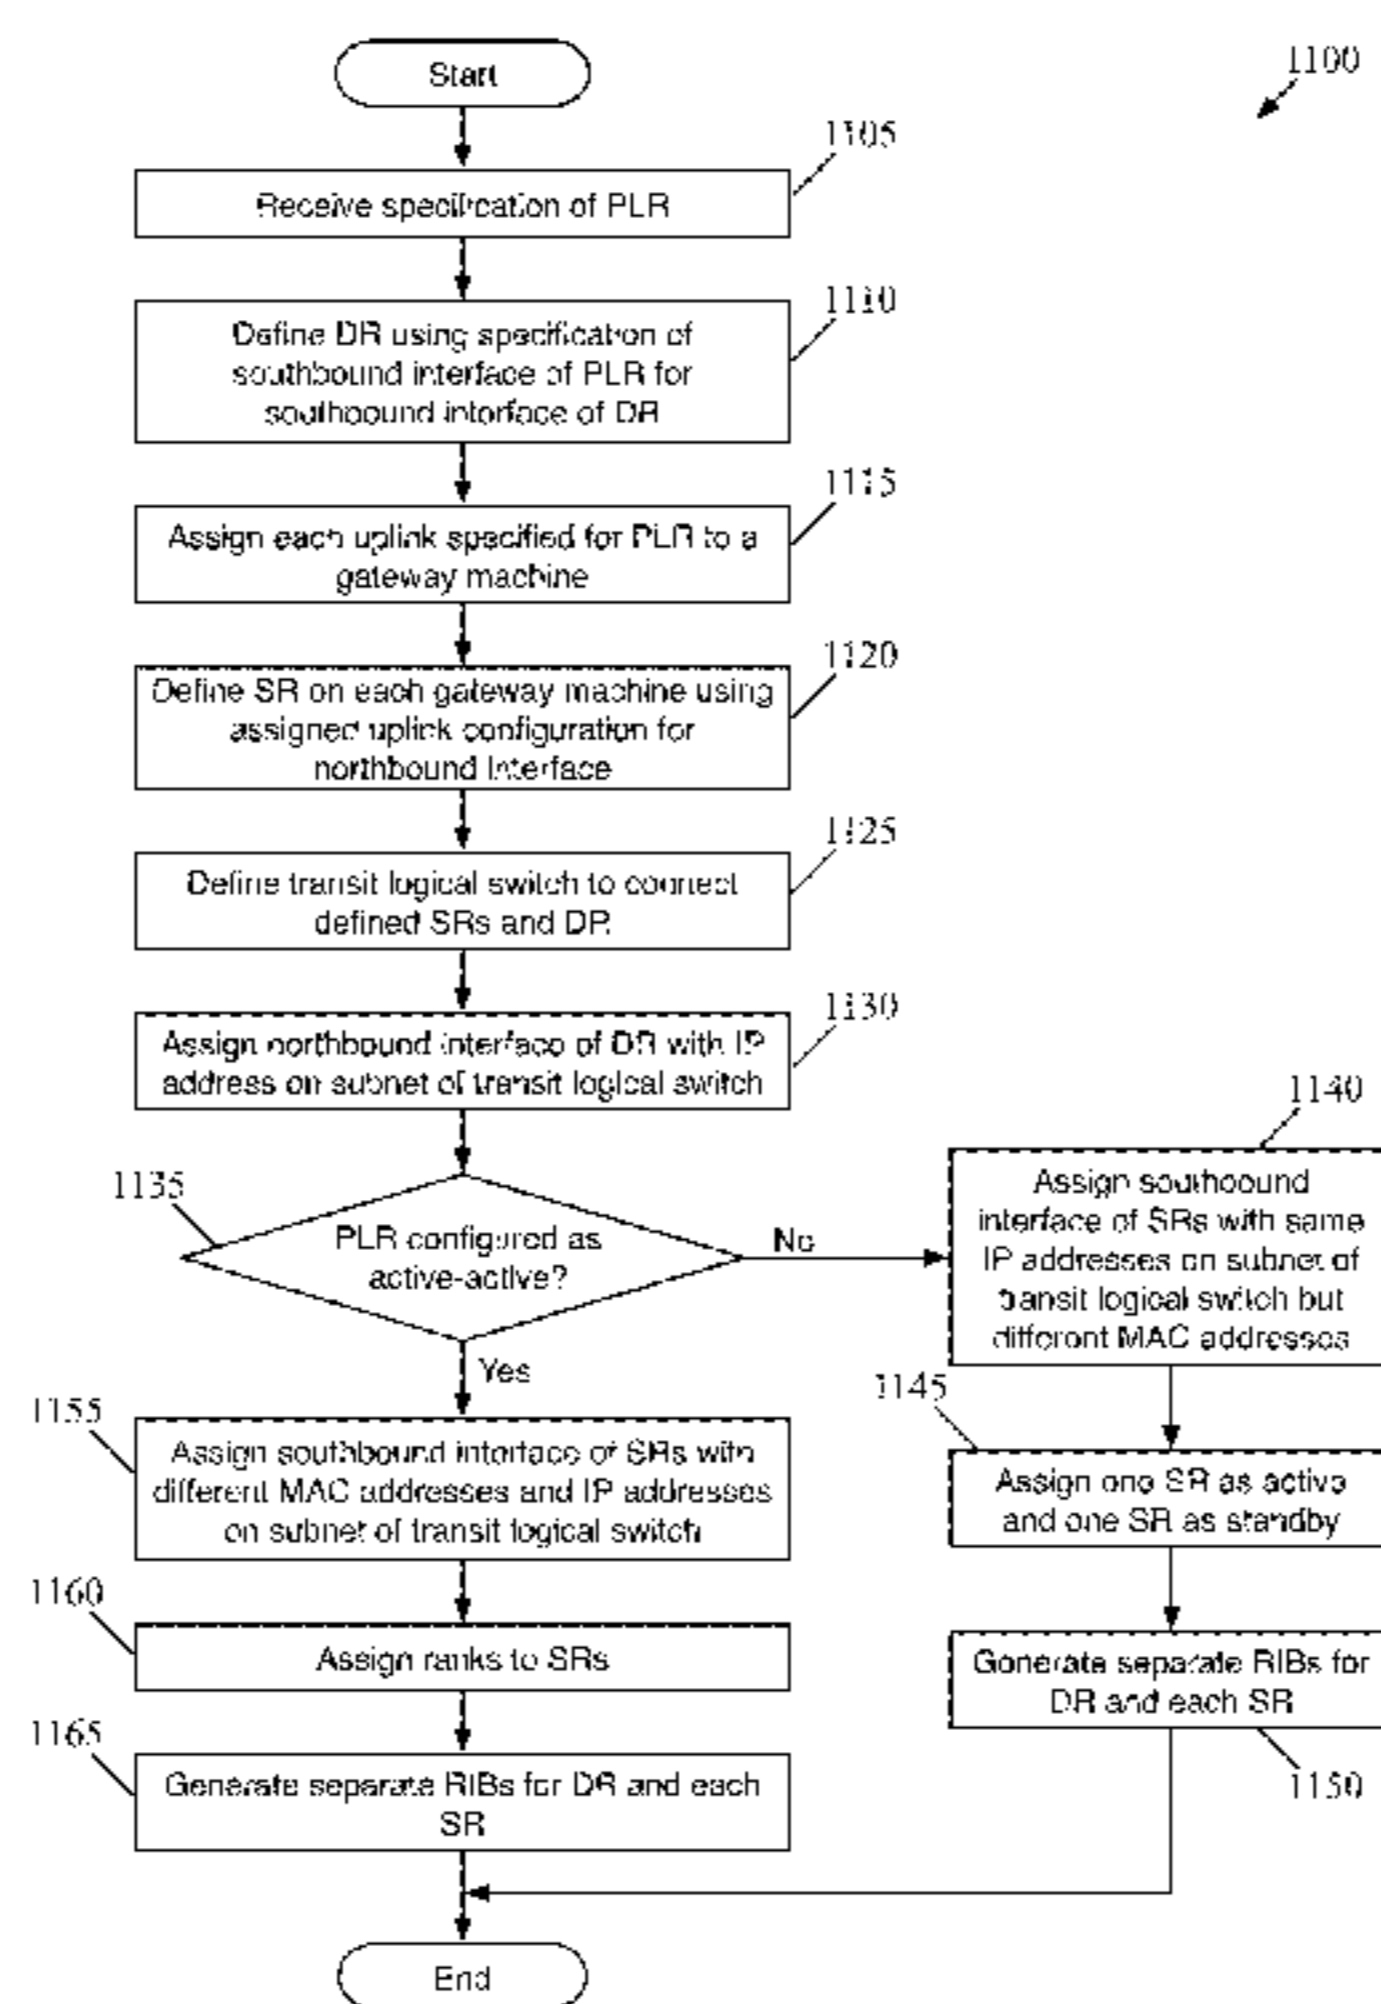 1100
Start
1105
Receive specification of PLR
1110
Define DR using specification of
southbound interface of PLR for
southbound interface of DR
1115
Assign each uplink specified for PLR to a
gateway machine
1120
Define SR on each gateway machine using
assigned uplink configuration for
northbound interface
1125
Define transit logical switch to connect
defined SRs and DR
1130
Assign northbound interface of DR with IP
address on subnet of transit logical switch
1135
PLR configured as
active-active?
No
Yes
1140
Assign southbound
interface of SRs with same
IP addresses on subnet of
transit logical switch but
different MAC addresses
1145
Assign one SR as active
and one SR as standby
Generate separate RIBs for
DR and each SR
1150
1155
Assign southbound interface of SRs with
different MAC addresses and IP addresses
on subnet of transit logical switch
1160
Assign ranks to SRs
1165
Generate separate RIBs for DR and each
SR
End